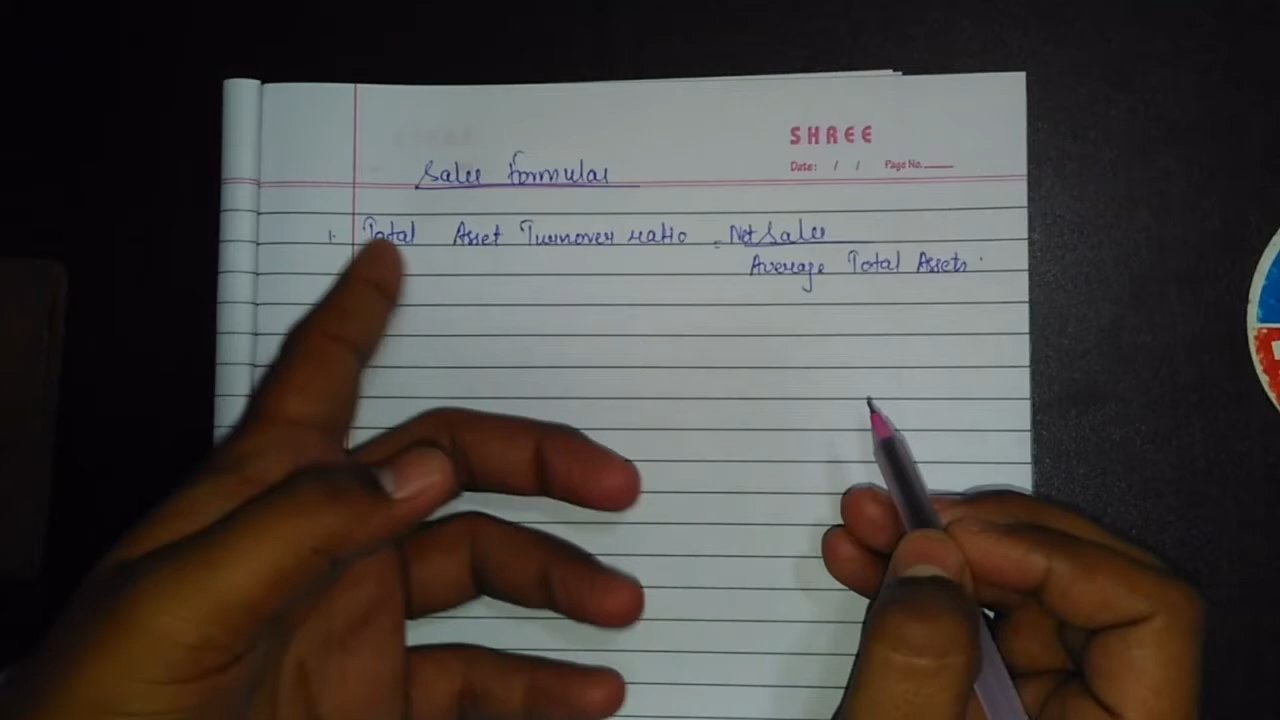 SHREE
Date: / / Page No.
Sales formulas
1. Total Asset Turnover ratio = Net Sales
Average Total Assets.